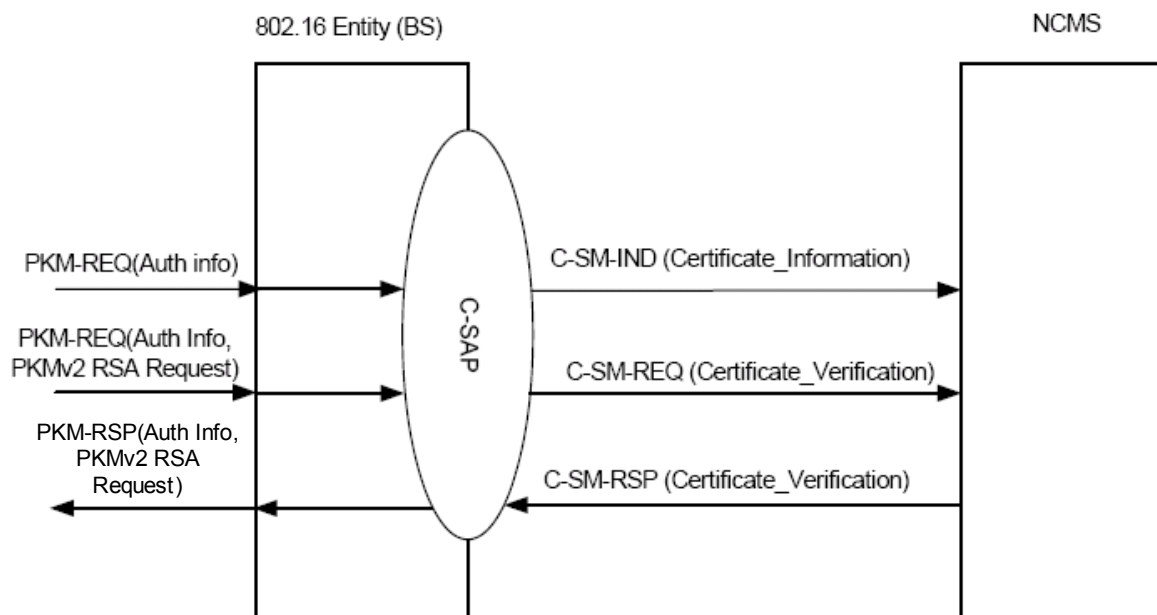 802.16 Entity (BS)
NCMS
PKM-REQ(Auth info)
C-SM-IND (Certificate_Information)
C-SAP
PKM-REQ(Auth Info,
PKMv2 RSA Request)
C-SM-REQ (Certificate_Verification)
PKM-RSP(Auth Info,
PKMv2 RSA
Request)
C-SM-RSP (Certificate_Verification)